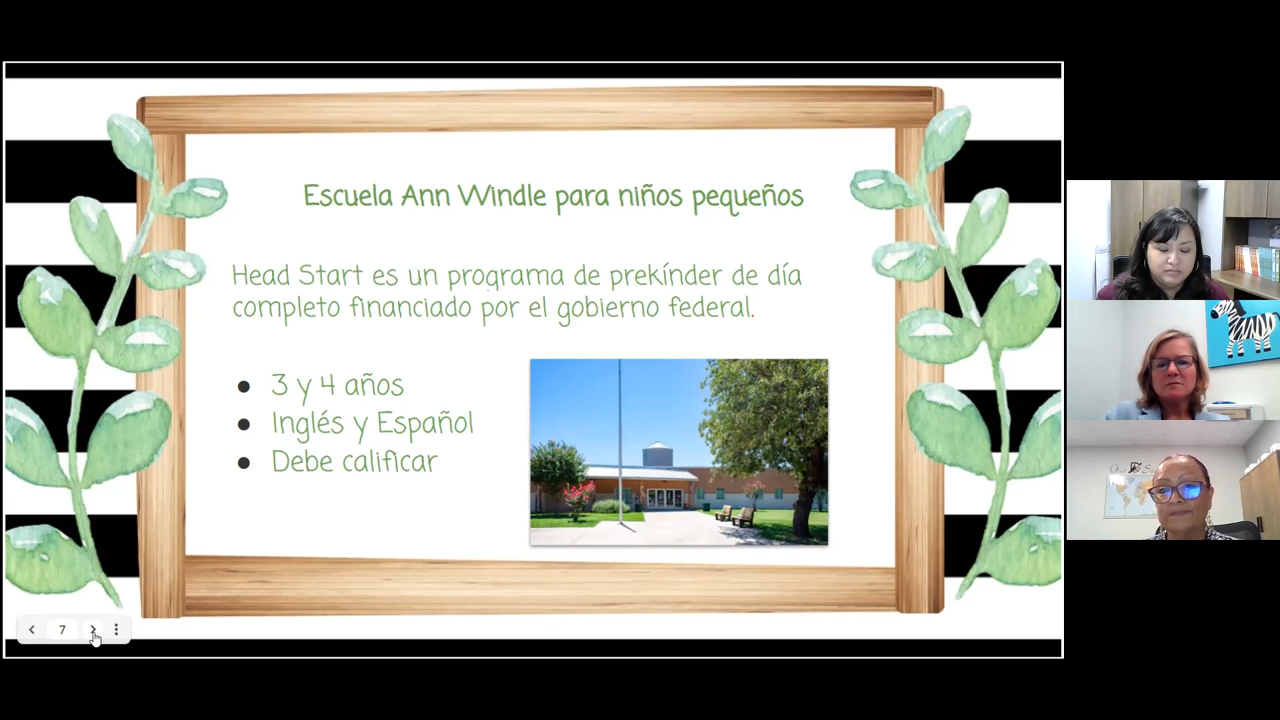 Escuela Ann Windle para niños pequeños
Head Start es un programa de prekínder de día
completo financiado por el gobierno federal.
● 3 y 4 años
● Inglés y Español
● Debe calificar
7